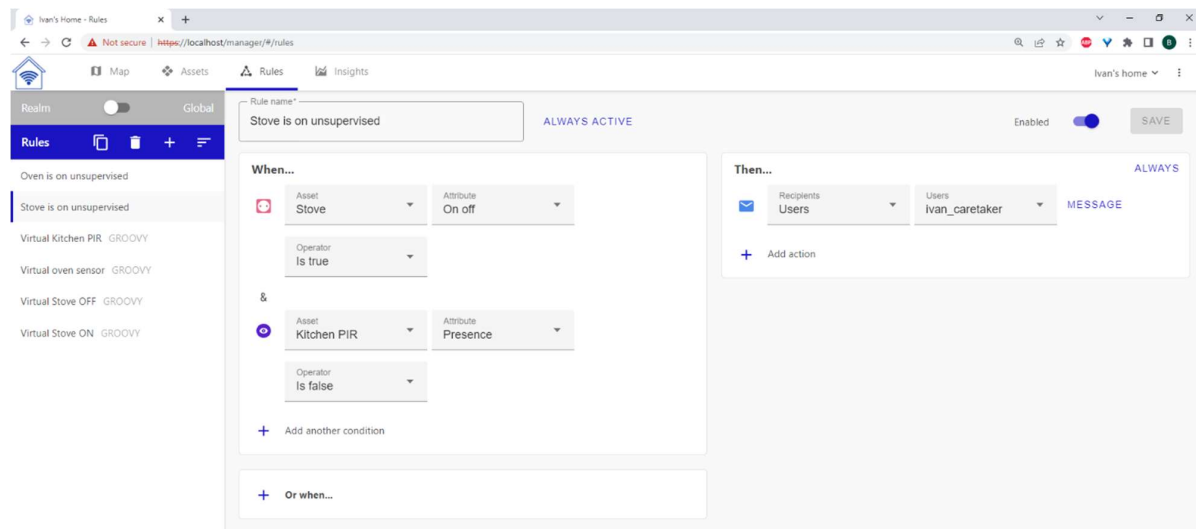 Ivan's Home - Rules
Not secure | https://localhost/manager/#/rules
ABP
B
Map Assets Rules Insights Ivan's home
Realm Global
Rules
Oven is on unsupervised
Stove is on unsupervised
Virtual Kitchen PIR GROOVY
Virtual oven sensor GROOVY
Virtual Stove OFF GROOVY
Virtual Stove ON GROOVY
Rule name*
Stove is on unsupervised
ALWAYS ACTIVE
Enabled
SAVE
When...
Asset
Stove
Attribute
On off
Operator
Is true
&
Asset
Kitchen PIR
Attribute
Presence
Operator
Is false
+ Add another condition
+ Or when...
Then...
ALWAYS
Recipients
Users
Users
ivan_caretaker
MESSAGE
+ Add action